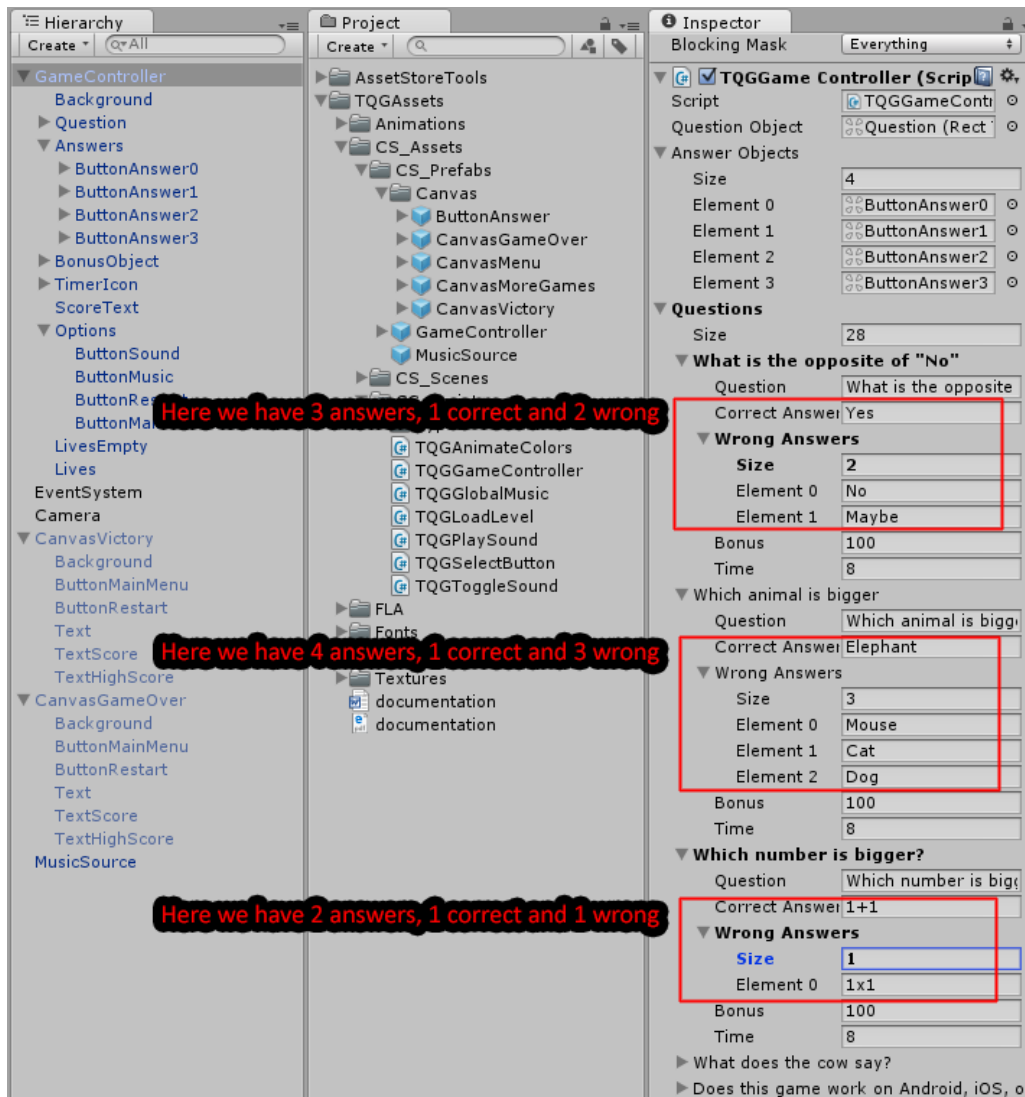 Hierarchy
Create
All
GameController
Background
Question
Answers
ButtonAnswer0
ButtonAnswer1
ButtonAnswer2
ButtonAnswer3
BonusObject
TimerIcon
ScoreText
Options
ButtonSound
ButtonMusic
LivesEmpty
Lives
EventSystem
Camera
CanvasVictory
Background
ButtonMainMenu
ButtonRestart
Text
TextScore
TextHighScore
CanvasGameOver
Background
ButtonMainMenu
ButtonRestart
Text
TextScore
TextHighScore
MusicSource
Project
Create
AssetStoreTools
TQGAssets
Animations
CS_Assets
CS_Prefabs
Canvas
ButtonAnswer
CanvasGameOver
CanvasMenu
CanvasMoreGames
CanvasVictory
GameController
MusicSource
CS_Scenes
TQGAnimateColors
TQGGameController
TQGGlobalMusic
TQGLoadLevel
TQGPlaySound
TQGSelectButton
TQGToggleSound
FLA
Fonts
Textures
documentation
documentation
Here we have 3 answers, 1 correct and 2 wrong
Here we have 4 answers, 1 correct and 3 wrong
Here we have 2 answers, 1 correct and 1 wrong
Inspector
Blocking Mask Everything
TQGGame Controller (Scrip
Script TQGGameContr
Question Object Question (Rect
Answer Objects
Size 4
Element 0 ButtonAnswer0
Element 1 ButtonAnswer1
Element 2 ButtonAnswer2
Element 3 ButtonAnswer3
Questions
Size 28
What is the opposite of "No"
Question What is the opposite
Correct Answer Yes
Wrong Answers
Size 2
Element 0 No
Element 1 Maybe
Bonus 100
Time 8
Which animal is bigger
Question Which animal is bigg
Correct Answer Elephant
Wrong Answers
Size 3
Element 0 Mouse
Element 1 Cat
Element 2 Dog
Bonus 100
Time 8
Which number is bigger?
Question Which number is big
Correct Answer 1+1
Wrong Answers
Size 1
Element 0 1x1
Bonus 100
Time 8
What does the cow say?
Does this game work on Android, iOS, o